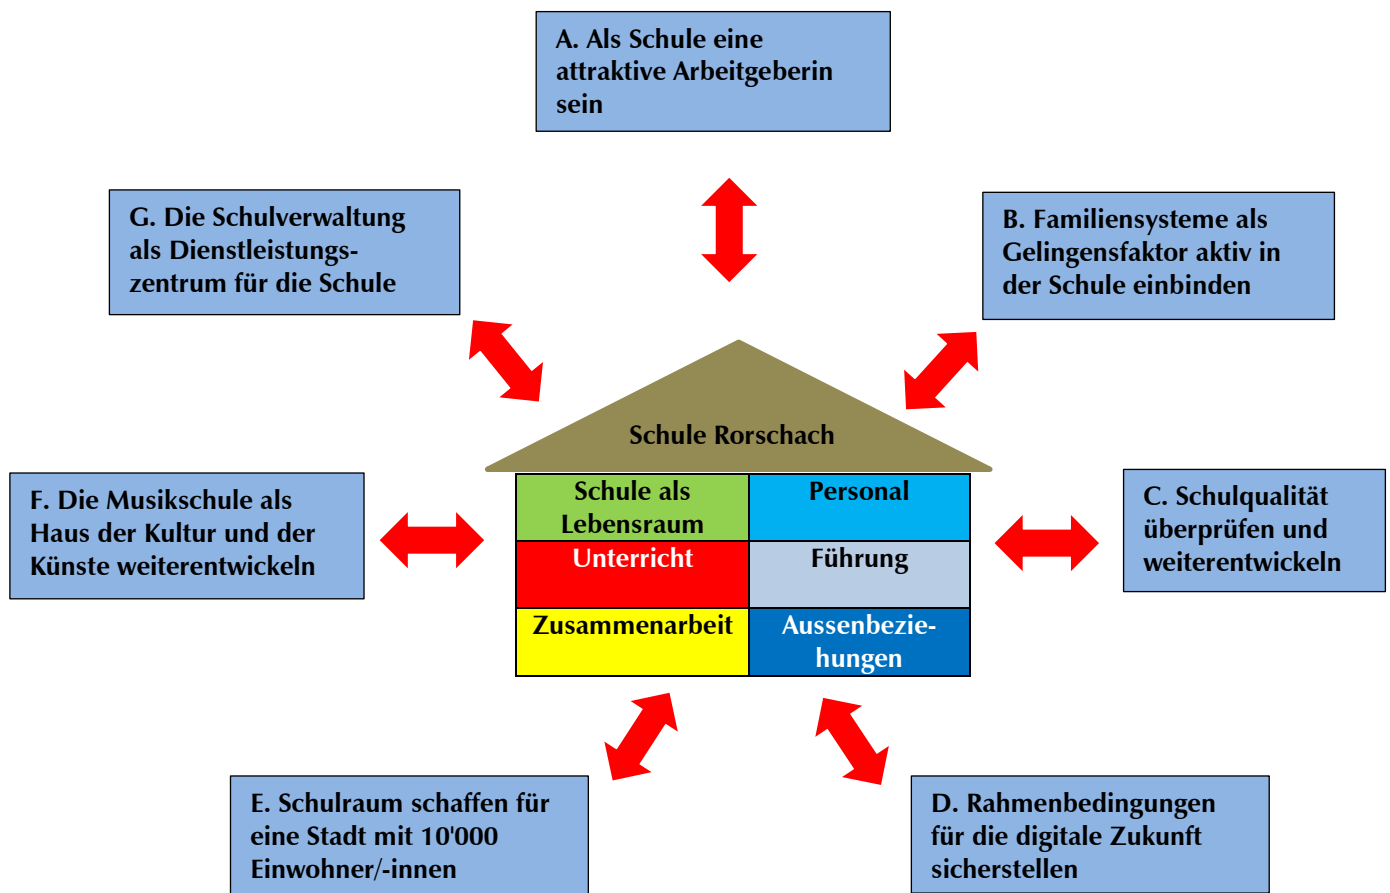 A. Als Schule eine
attraktive Arbeitgeberin
sein
G. Die Schulverwaltung
als Dienstleistungs-
zentrum für die Schule
B. Familiensysteme als
Gelingensfaktor aktiv in
der Schule einbinden
Schule Rorschach
F. Die Musikschule als
Haus der Kultur und der
Künste weiterentwickeln
Schule als
Lebensraum
Personal
Unterricht
Führung
Zusammenarbeit
Aussenbezie-
hungen
C. Schulqualität
überprüfen und
weiterentwickeln
E. Schulraum schaffen für
eine Stadt mit 10'000
Einwohner/-innen
D. Rahmenbedingungen
für die digitale Zukunft
sicherstellen